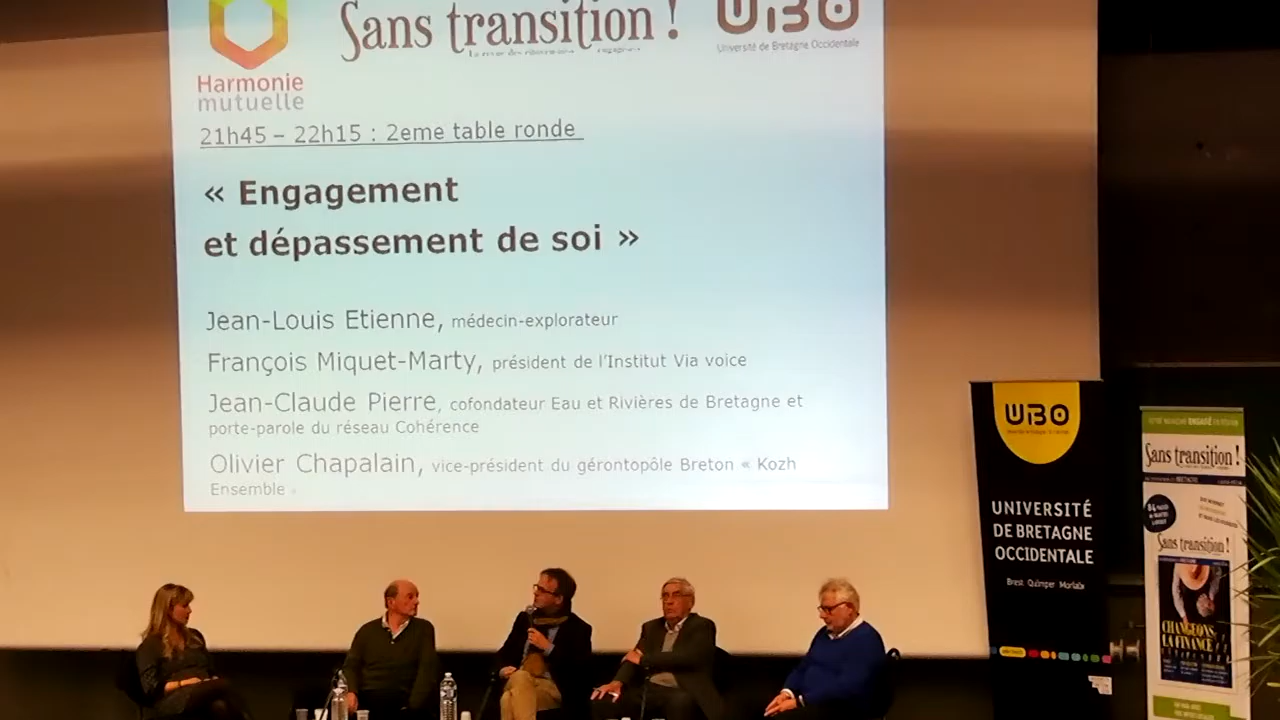 Sans transition !
UBO
Université de Bretagne Occidentale
Harmonie
mutuelle
21h45 – 22h15 : 2eme table ronde
« Engagement
et dépassement de soi »
Jean-Louis Etienne, médecin-explorateur
François Miquet-Marty, président de l'Institut Via voice
Jean-Claude Pierre, cofondateur Eau et Rivières de Bretagne et
porte-parole du réseau Cohérence
Olivier Chapalain, vice-président du gérontopôle Breton « Kozh
Ensemble »
UBO
UNIVERSITÉ
DE BRETAGNE
OCCIDENTALE
Brest Quimper Morlaix
Sans transition !
Sans transition !
CHANGEONS
LA FINANCE